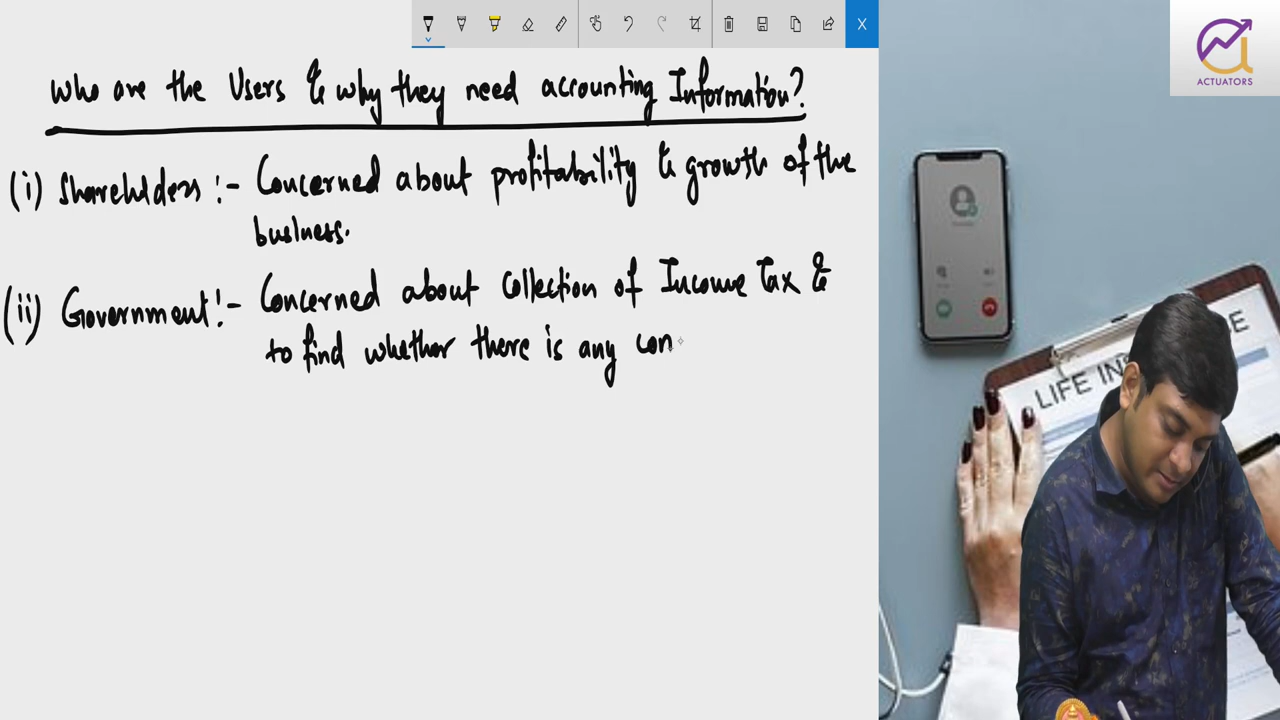 Who are the Users & why they need accounting Information?
(i) Shareholders :- Concerned about profitability & growth of the
business.
(ii) Government :- Concerned about Collection of Income Tax &
to find whether there is any con
ACTUATORS
LIFE INS
E